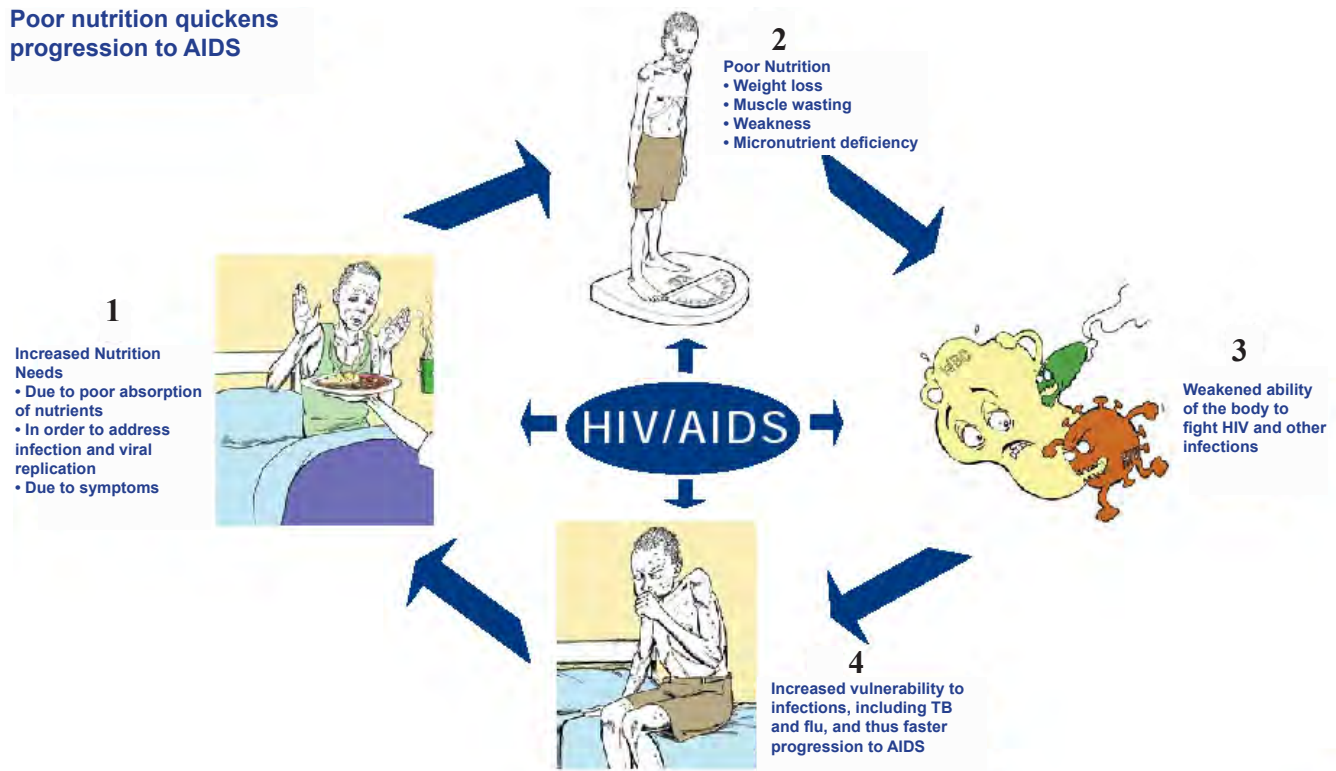 Poor nutrition quickens
progression to AIDS
1
Increased Nutrition
Needs
• Due to poor absorption
of nutrients
• In order to address
infection and viral
replication
• Due to symptoms
2
Poor Nutrition
• Weight loss
• Muscle wasting
• Weakness
• Micronutrient deficiency
WBC
3
Weakened ability
of the body to
fight HIV and other
infections
HIV/AIDS
4
Increased vulnerability to
infections, including TB
and flu, and thus faster
progression to AIDS